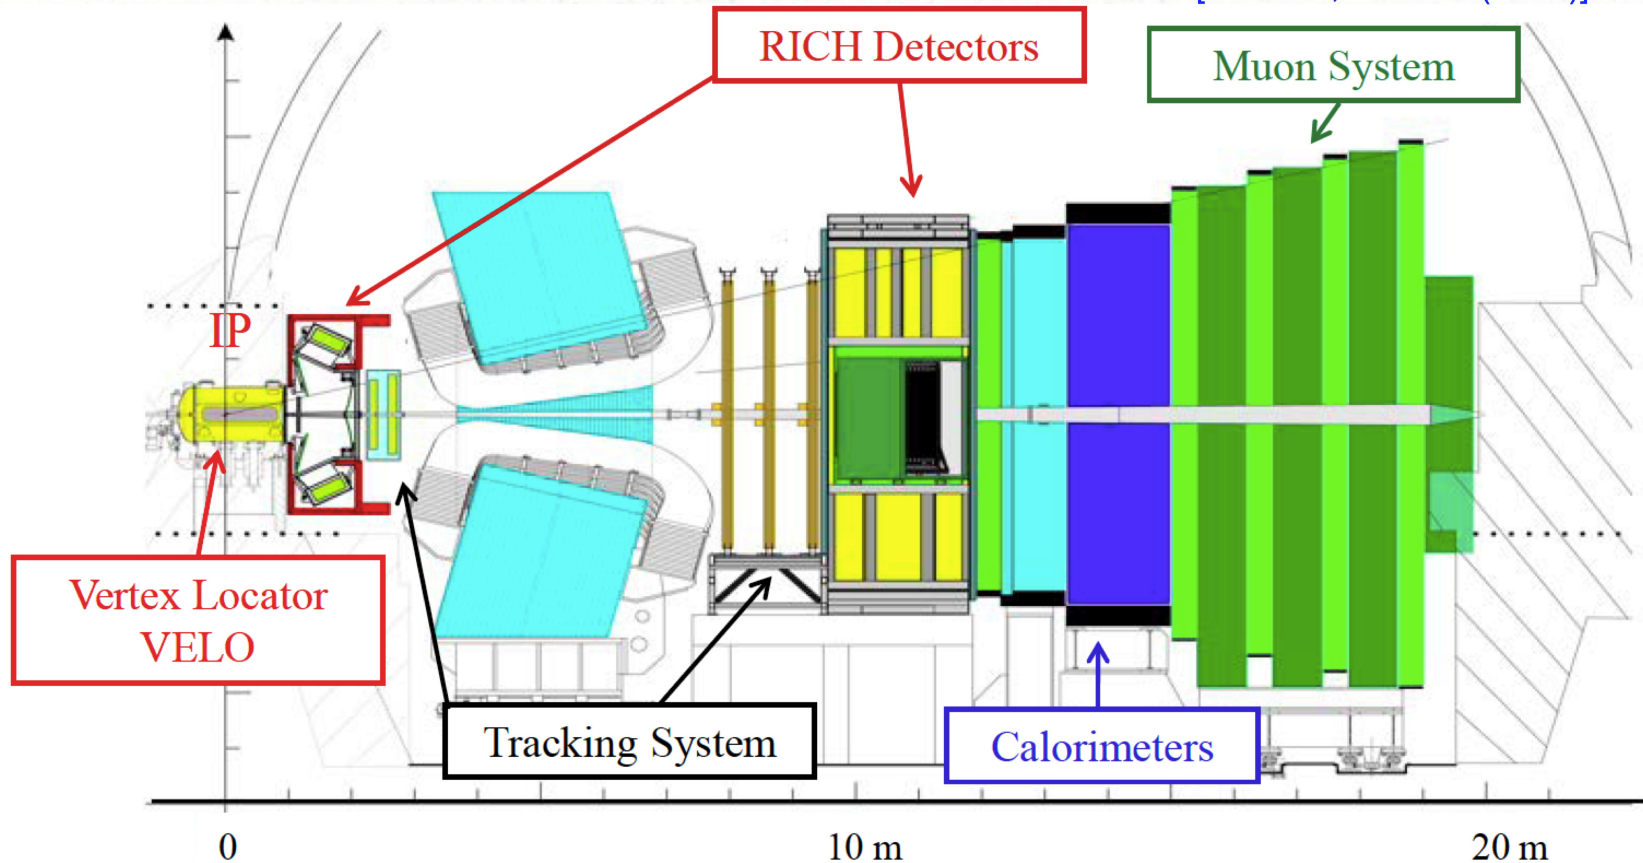 RICH Detectors
Muon System
IP
Vertex Locator
VELO
Tracking System
Calorimeters
0
10 m
20 m